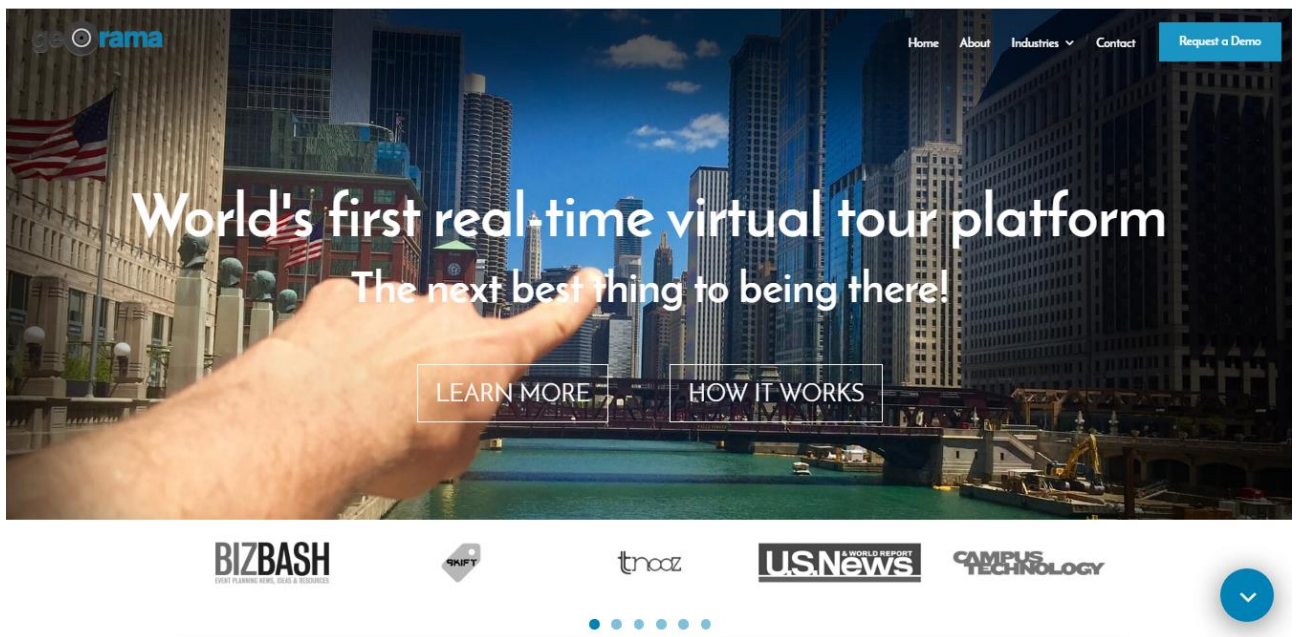 georama
Home About Industries Contact Request a Demo
World's first real-time virtual tour platform
The next best thing to being there!
LEARN MORE HOW IT WORKS
BIZBASH
EVENT PLANNING NEWS, IDEAS & RESOURCES
SKIFT
tnooz
U.S.News & WORLD REPORT
CAMPUS
TECHNOLOGY